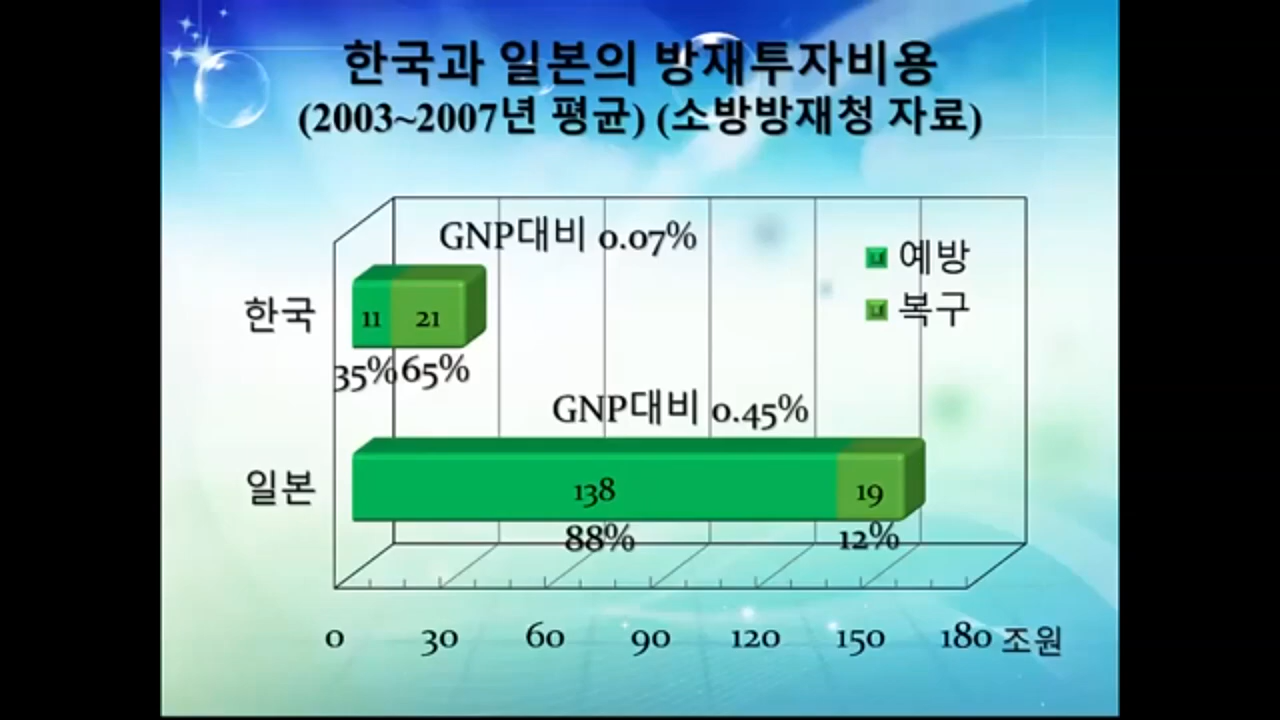 한국과 일본의 방재투자비용
(2003~2007년 평균) (소방방재청 자료)
GNP대비 0.07%
예방
복구
한국
11 21
35% 65%
GNP대비 0.45%
일본
138 19
88% 12%
0 30 60 90 120 150 180 조원